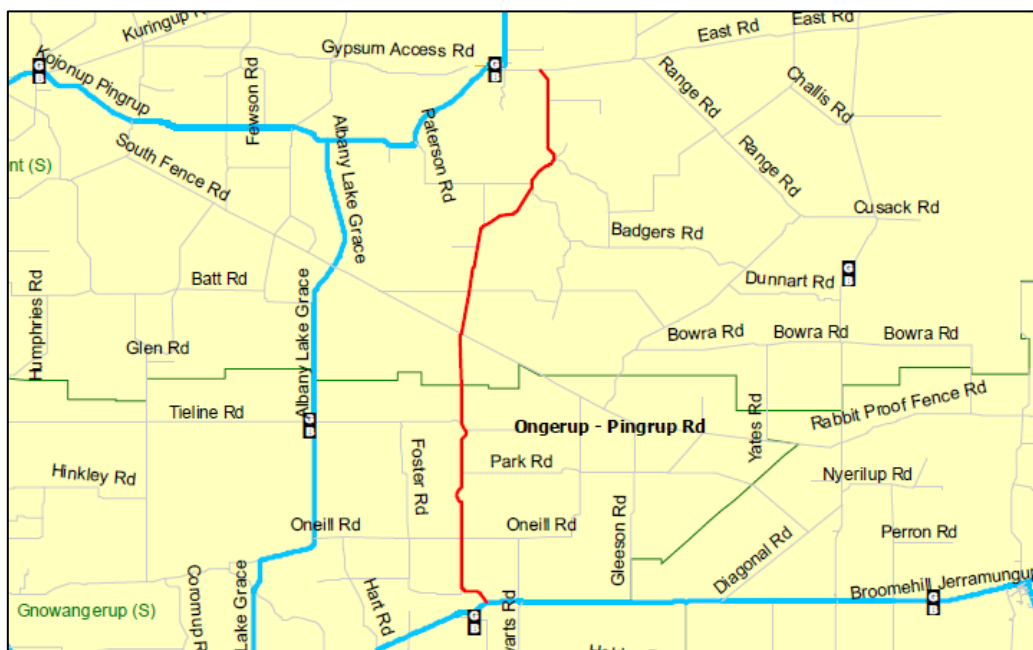 Kuringup R
Gypsum Access Rd
East Rd
East Rd
Kojonup Pingrup
Fewson Rd
Range Rd
Challis Rd
Albany Lake Grace
Paterson Rd
South Fence Rd
nt (S)
Range Rd
Cusack Rd
Badgers Rd
Albany Lake Grace
Batt Rd
Dunnart Rd
Humphries Rd
Glen Rd
Bowra Rd
Bowra Rd
Bowra Rd
Tieline Rd
Ongerup - Pingrup Rd
Yates Rd
Rabbit Proof Fence Rd
Foster Rd
Park Rd
Hinkley Rd
Nyerilup Rd
Oneill Rd
Oneill Rd
Gleeson Rd
Diagonal Rd
Perron Rd
Broomehill Jerramungup
Gnowangerup (S)
Coromup R
Lake Grace
Hart Rd
warts Rd